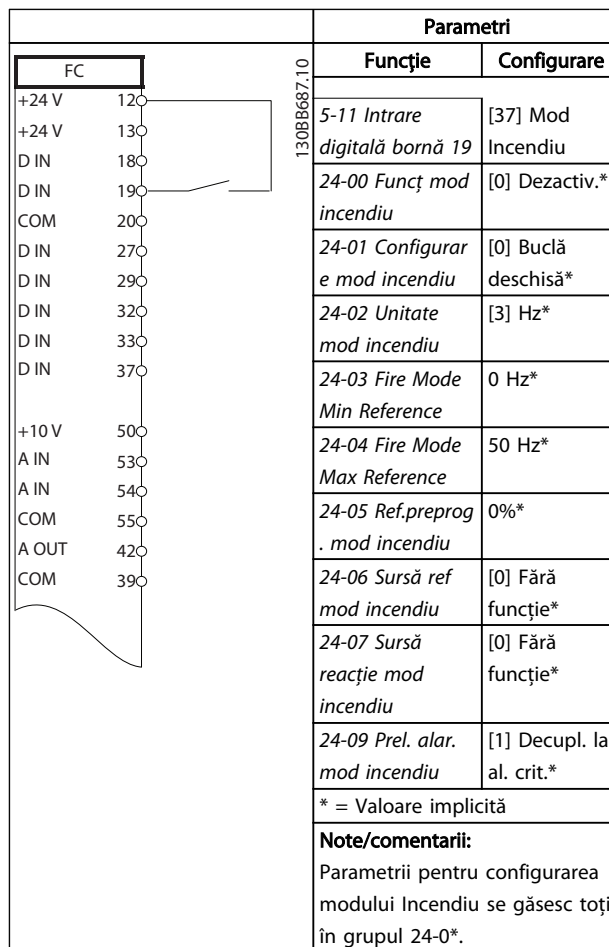 Parametri
FC
+24 V 12
+24 V 13
D IN 18
D IN 19
COM 20
D IN 27
D IN 29
D IN 32
D IN 33
D IN 37
+10 V 50
A IN 53
A IN 54
COM 55
A OUT 42
COM 39
130BB687.10
Funcție Configurare
5-11 Intrare [37] Mod
digitală bornă 19 Incendiu
24-00 Funcț mod [0] Dezactiv.*
incendiu
24-01 Configurar [0] Buclă
e mod incendiu deschisă*
24-02 Unitate [3] Hz*
mod incendiu
24-03 Fire Mode 0 Hz*
Min Reference
24-04 Fire Mode 50 Hz*
Max Reference
24-05 Ref.preprog 0%*
. mod incendiu
24-06 Sursă ref [0] Fără
mod incendiu funcție*
24-07 Sursă [0] Fără
reacție mod funcție*
incendiu
24-09 Prel. alar. [1] Decupl. la
mod incendiu al. crit.*
* = Valoare implicită
Note/comentarii:
Parametrii pentru configurarea
modului Incendiu se găsesc toți
în grupul 24-0*.